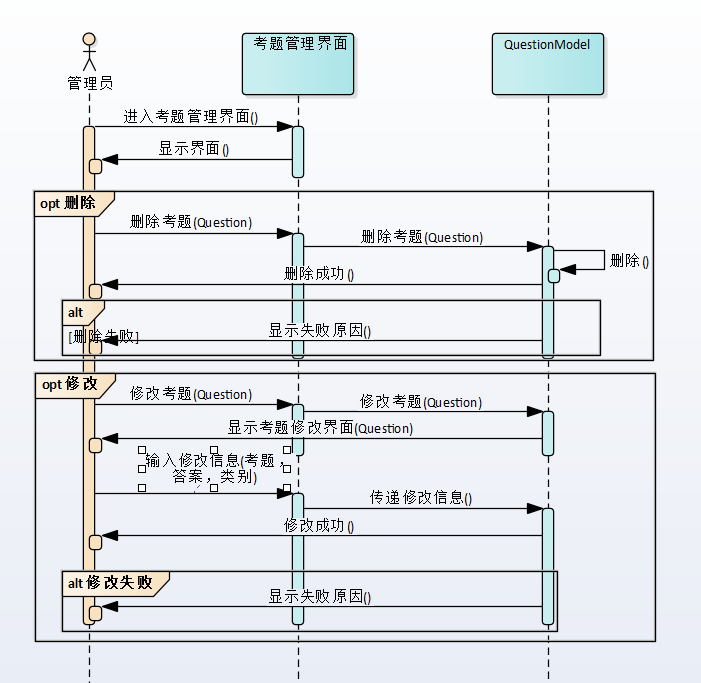 考题管理界面
QuestionModel
管理员
进入考题管理界面()
显示界面()
opt 删除
删除考题(Question)
删除考题(Question)
删除()
删除成功()
alt
[删除失败]
显示失败原因()
opt 修改
修改考题(Question)
修改考题(Question)
显示考题修改界面(Question)
输入修改信息(考题，
答案，类别)
传递修改信息()
修改成功()
alt 修改失败
显示失败原因()